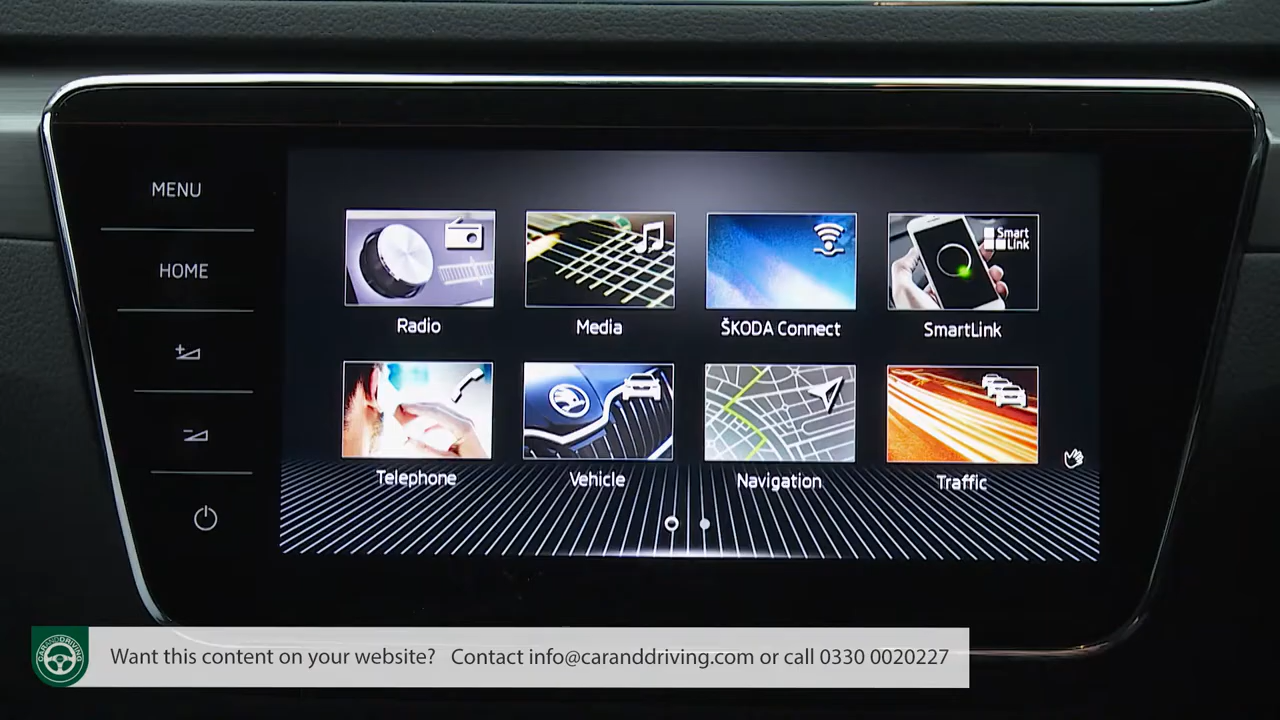 MENU
HOME
Smart
Link
Radio
Media
ŠKODA Connect
SmartLink
Telephone
Vehicle
Navigation
Traffic
CARANDDRIVING
Want this content on your website? Contact info@caranddriving.com or call 0330 0020227